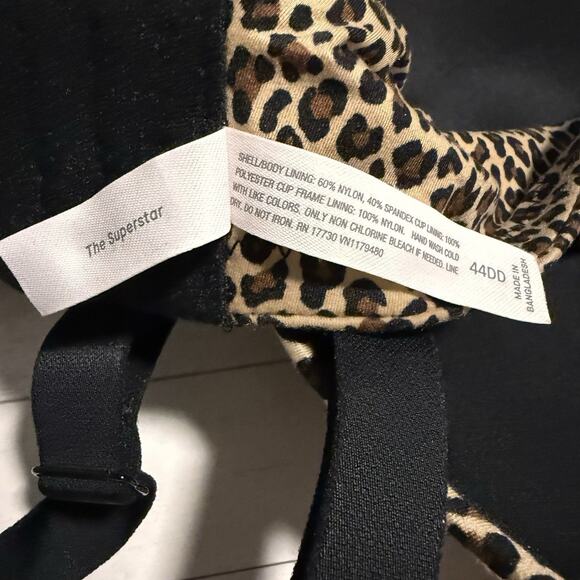 The Superstar
SHELL/BODY LINING: 60% NYLON, 40% SPANDEX CUP LINING: 100%
POLYESTER CUP FRAME LINING: 100% NYLON. HAND WASH COLD
WITH LIKE COLORS. ONLY NON CHLORINE BLEACH IF NEEDED. LINE
DRY. DO NOT IRON. RN 17730 VN1179480
44DD
MADE IN
BANGLADESH